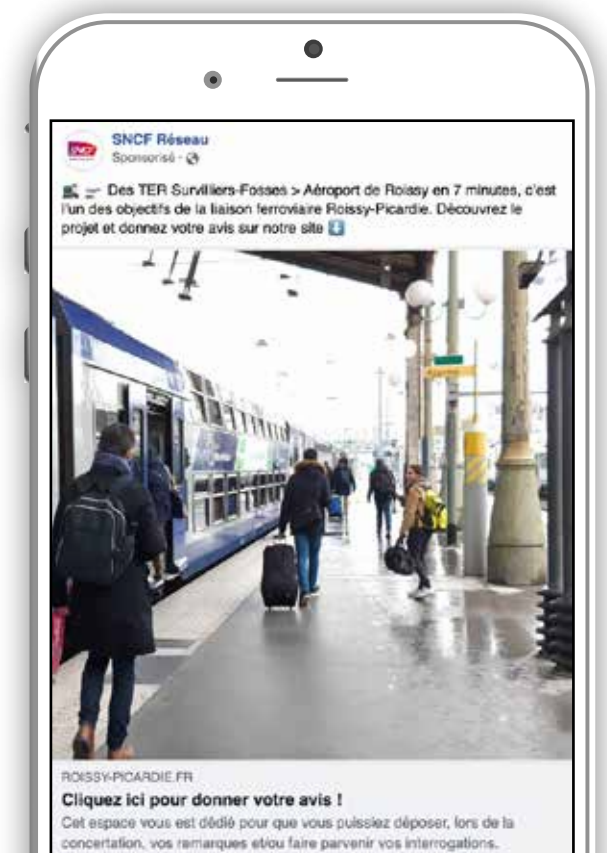 SNCF
SNCF Réseau
Sponsorisé ·
Des TER Survilliers-Fosses > Aéroport de Roissy en 7 minutes, c'est
l'un des objectifs de la liaison ferroviaire Roissy-Picardie. Découvrez le
projet et donnez votre avis sur notre site ⬇️
ROISSY-PICARDIE.FR
Cliquez ici pour donner votre avis !
Cet espace vous est dédié pour que vous puissiez déposer, lors de la
concertation, vos remarques et/ou faire parvenir vos interrogations.